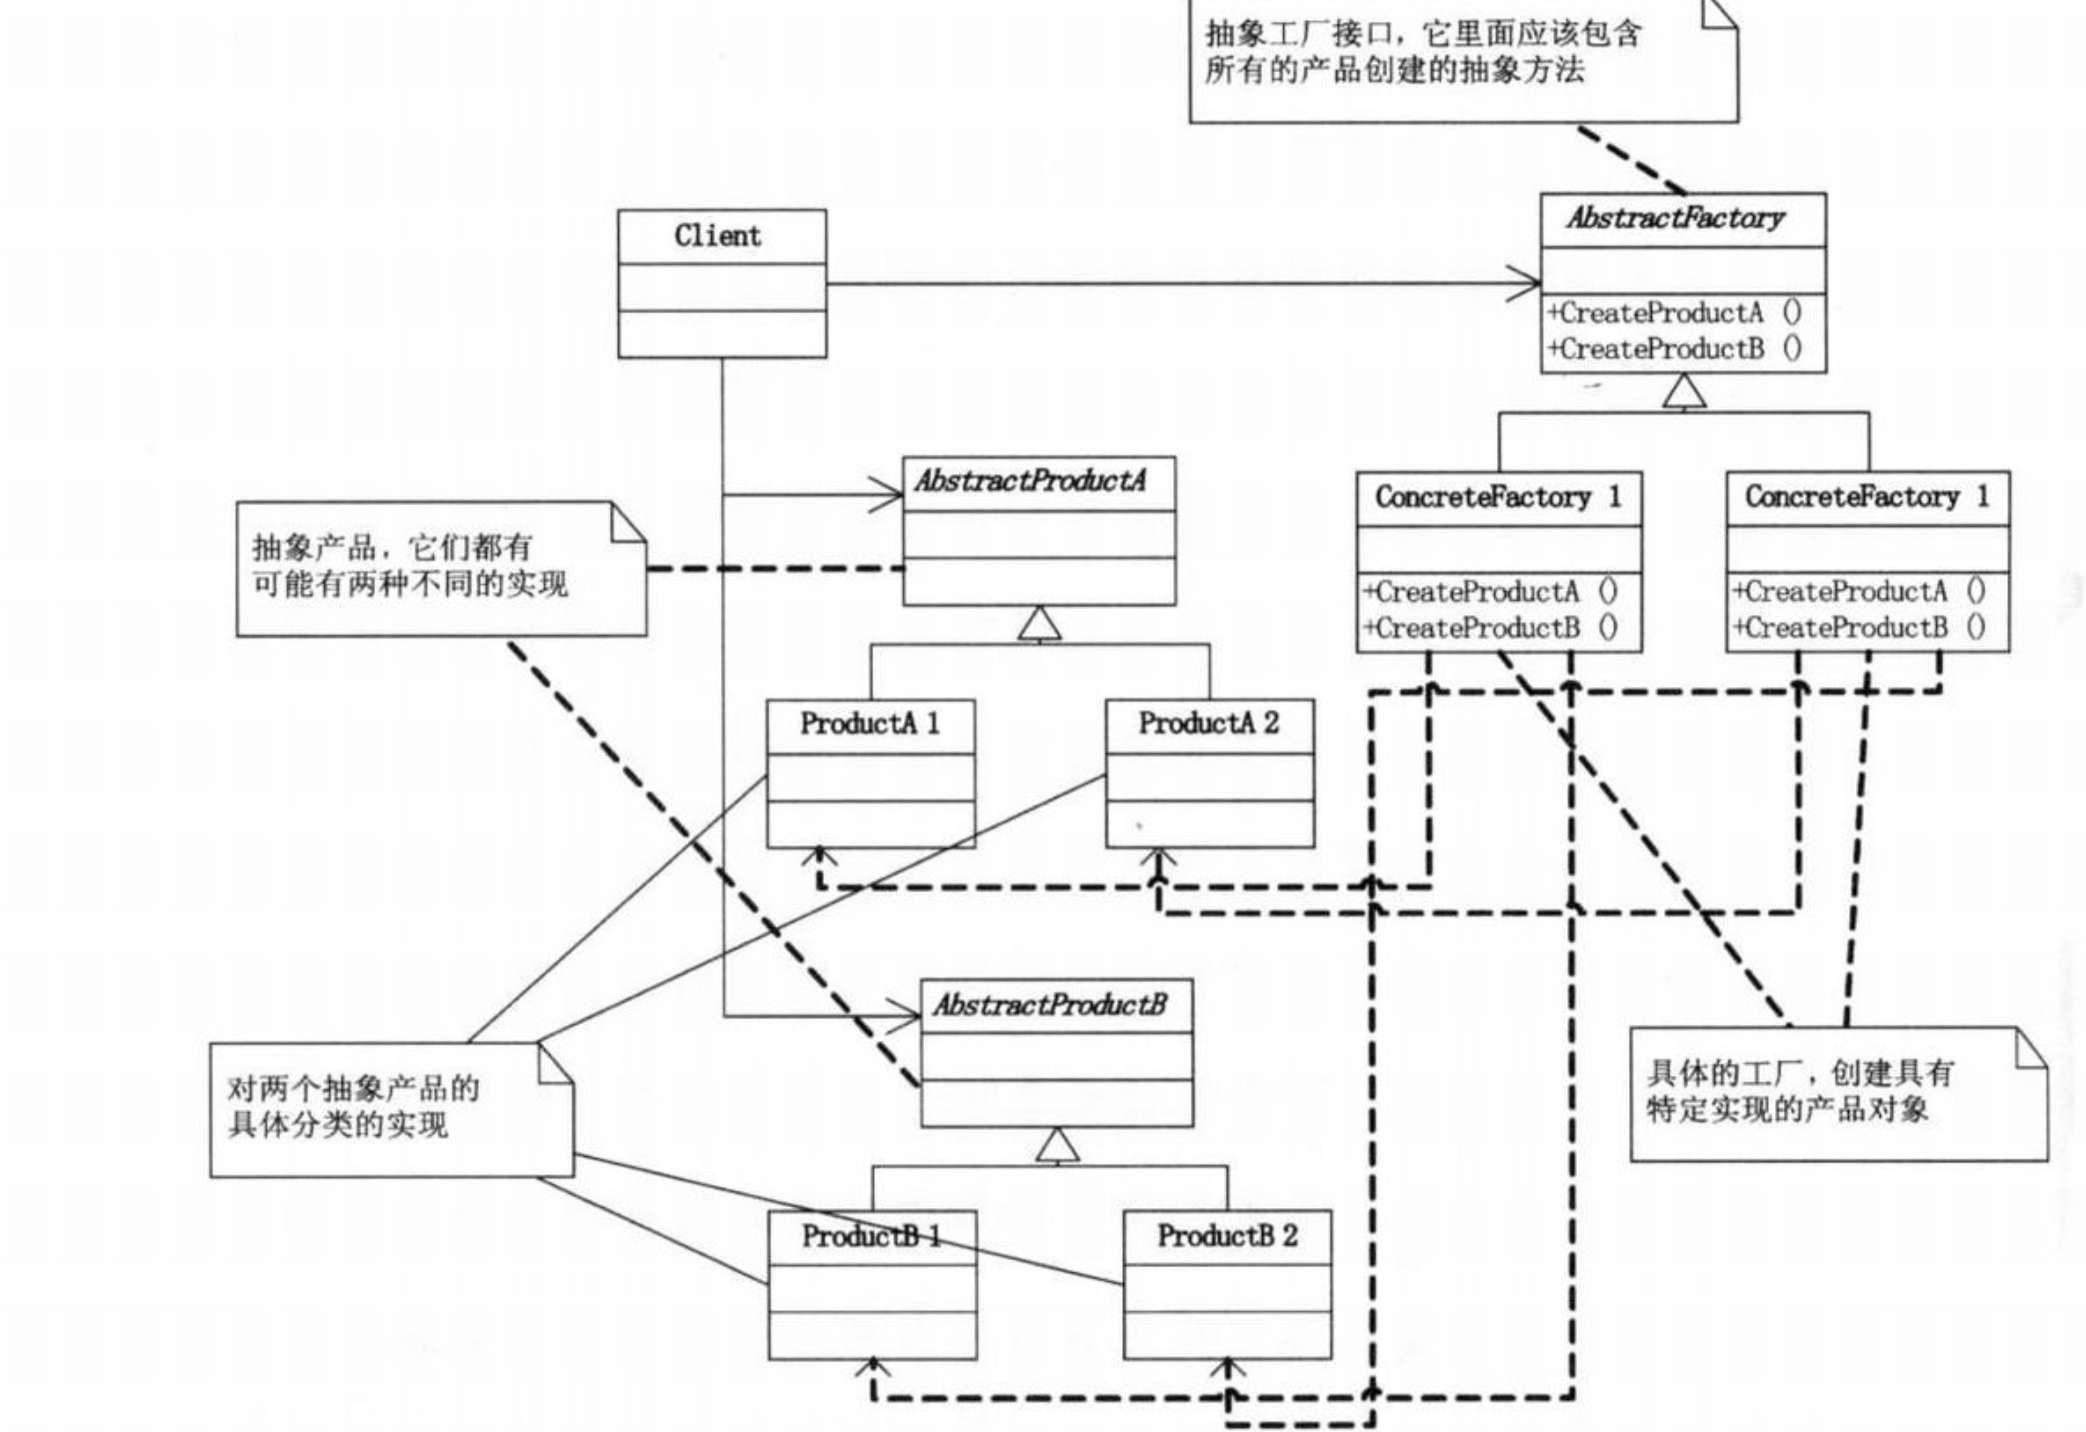 抽象工厂接口，它里面应该包含
所有的产品创建的抽象方法
Client
AbstractFactory
+CreateProductA ()
+CreateProductB ()
AbstractProductA
ConcreteFactory 1
+CreateProductA ()
+CreateProductB ()
ConcreteFactory 1
+CreateProductA ()
+CreateProductB ()
抽象产品，它们都有
可能有两种不同的实现
ProductA 1
ProductA 2
AbstractProductB
对两个抽象产品的
具体分类的实现
具体的工厂，创建具有
特定实现的产品对象
ProductB 1
ProductB 2